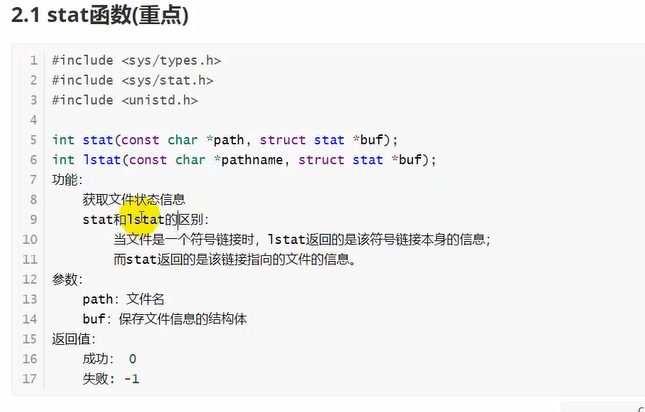 2.1 stat函数(重点)
1 #include <sys/types.h>
2 #include <sys/stat.h>
3 #include <unistd.h>
4
5 int stat(const char *path, struct stat *buf);
6 int lstat(const char *pathname, struct stat *buf);
7 功能:
8 获取文件状态信息
9 stat和lstat的区别:
10 当文件是一个符号链接时，lstat返回的是该符号链接本身的信息；
11 而stat返回的是该链接指向的文件的信息。
12 参数:
13 path: 文件名
14 buf: 保存文件信息的结构体
15 返回值:
16 成功: 0
17 失败: -1